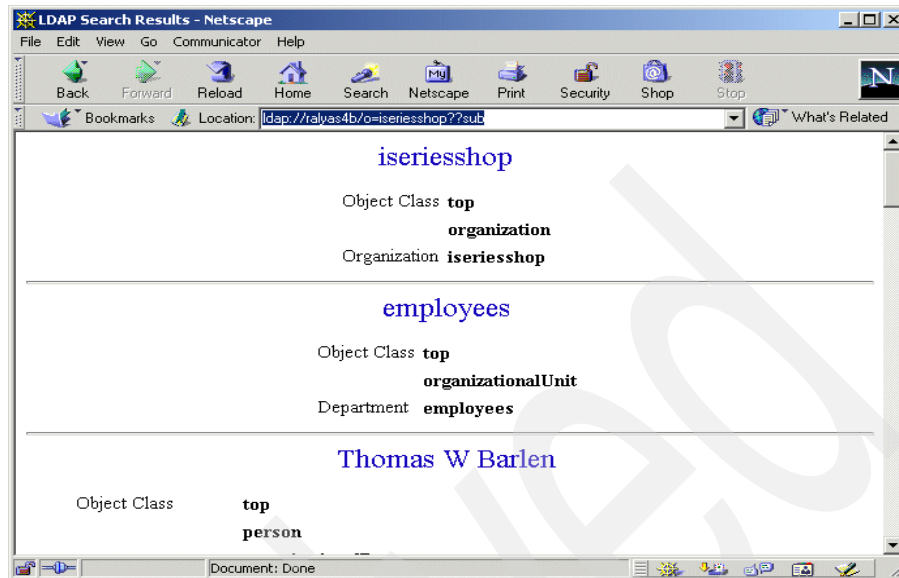 LDAP Search Results - Netscape
File Edit View Go Communicator Help
Back Forward Reload Home Search Netscape Print Security Shop Stop
Bookmarks Location: ldap://ralyas4b/o=iseriesshop??sub What's Related
iseriesshop
Object Class top
organization
Organization iseriesshop
employees
Object Class top
organizationalUnit
Department employees
Thomas W Barlen
Object Class top
person
Document: Done